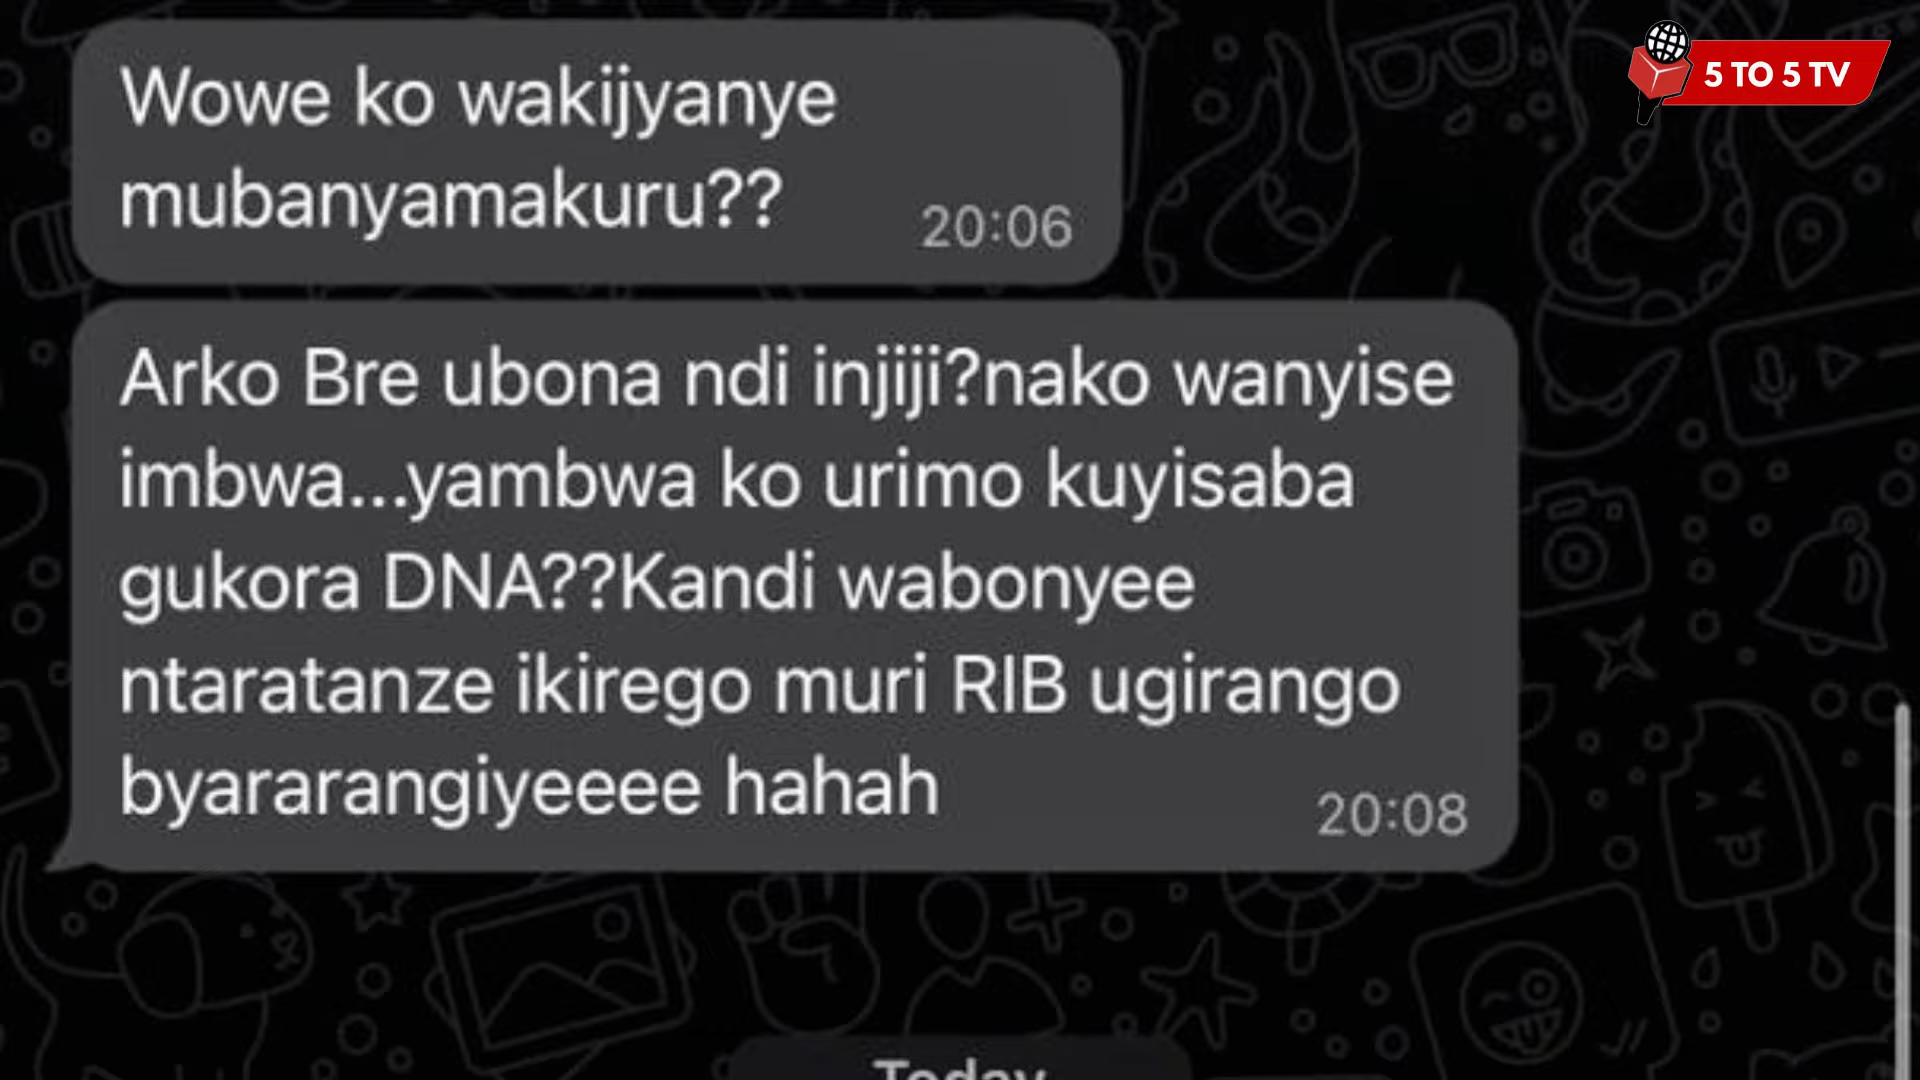 5 TO 5 TV
Wowe ko wakijyanye
mubanyamakuru??
20:06
Arko Bre ubona ndi injiji?nako wanyise
imbwa...yambwa ko urimo kuyisaba
gukora DNA??Kandi wabonyee
ntaratanze ikirego muri RIB ugirango
byararangiyeeee hahah
20:08
Today